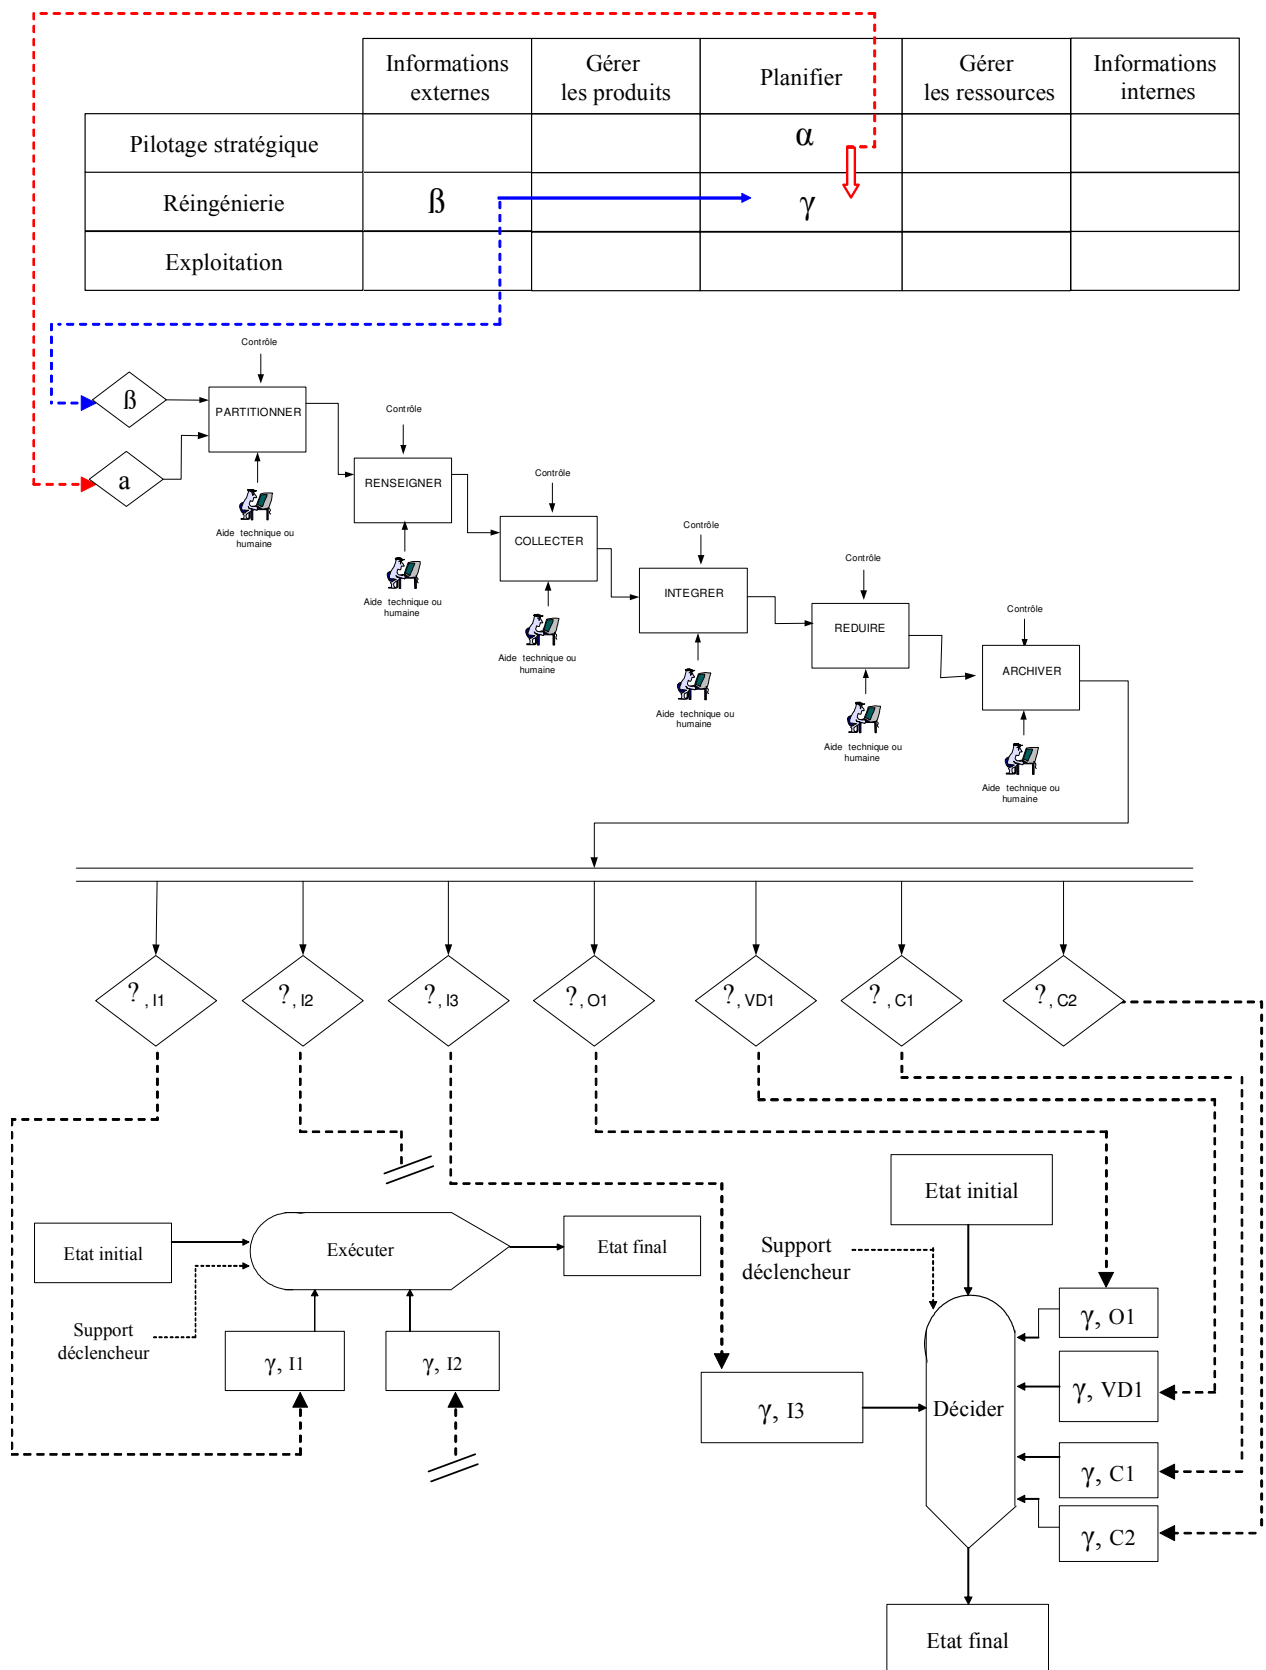 Informations
externes
Gérer
les produits
Planifier
Gérer
les ressources
Informations
internes
Pilotage stratégique
α
Réingénierie
ß
γ
Exploitation
Contrôle
ß
PARTITIONNER
Contrôle
a
RENSEIGNER
Contrôle
Aide technique ou
humaine
COLLECTER
Contrôle
Aide technique ou
humaine
INTEGRER
Contrôle
Aide technique ou
humaine
REDUIRE
Contrôle
Aide technique ou
humaine
ARCHIVER
Aide technique ou
humaine
Aide technique ou
humaine
?, I1
?, I2
?, I3
?, O1
?, VD1
?, C1
?, C2
Etat initial
Etat initial
Exécuter
Etat final
Support
déclencheur
Support
déclencheur
γ, I1
γ, I2
γ, O1
γ, I3
Décider
γ, VD1
γ, C1
γ, C2
Etat final